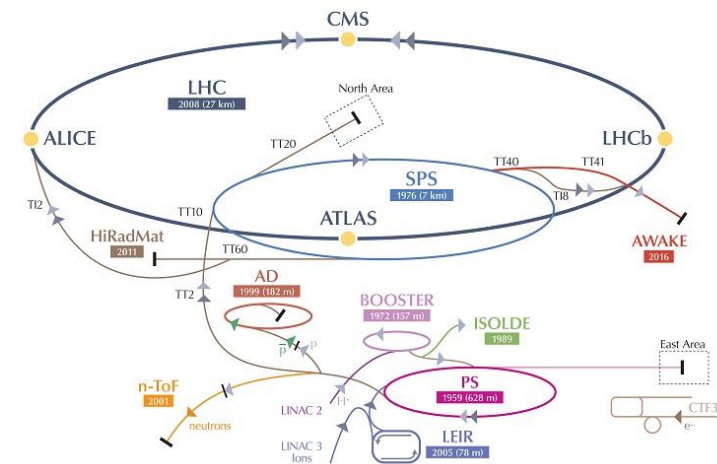 CMS
LHC
2008 (27 km)
North Area
ALICE
LHCb
TT20
TT40
TT41
SPS
1976 (7 km)
TI2
TI8
TT10
ATLAS
HiRadMat
2011
TT60
AWAKE
2016
AD
1999 (182 m)
TT2
BOOSTER
1972 (157 m)
ISOLDE
1989
p̅
p
East Area
n-ToF
2001
PS
1959 (628 m)
H⁻
LINAC 2
neutrons
CTF3
e⁻
LINAC 3
Ions
LEIR
2005 (78 m)